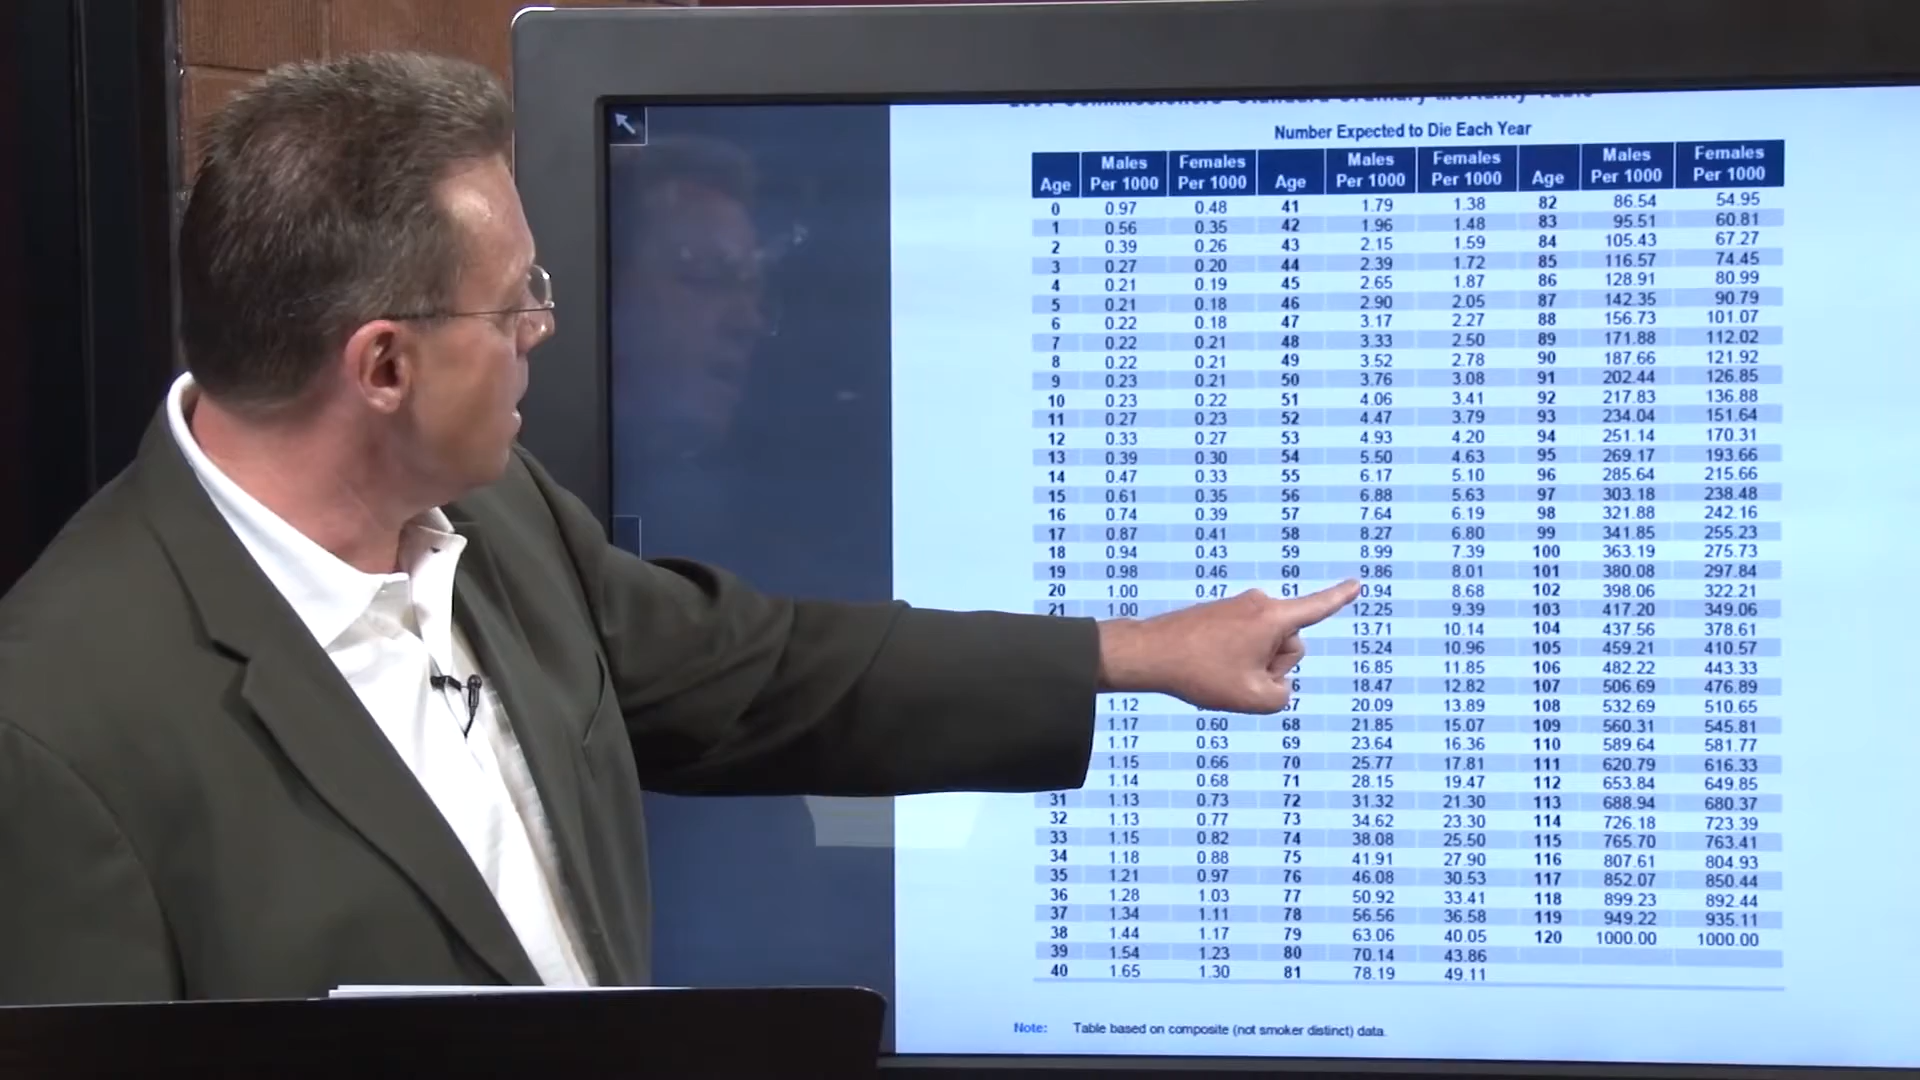 2001 Commissioners' Standard Ordinary Mortality Table
Number Expected to Die Each Year
Males Females Males Females Males Females
Age Per 1000 Per 1000 Age Per 1000 Per 1000 Age Per 1000 Per 1000
0 0.97 0.48 41 1.79 1.38 82 86.54 54.95
1 0.56 0.35 42 1.96 1.48 83 95.51 60.81
2 0.39 0.26 43 2.15 1.59 84 105.43 67.27
3 0.27 0.20 44 2.39 1.72 85 116.57 74.45
4 0.21 0.19 45 2.65 1.87 86 128.91 80.99
5 0.21 0.18 46 2.90 2.05 87 142.35 90.79
6 0.22 0.18 47 3.17 2.27 88 156.73 101.07
7 0.22 0.21 48 3.33 2.50 89 171.88 112.02
8 0.22 0.21 49 3.52 2.78 90 187.66 121.92
9 0.23 0.21 50 3.76 3.08 91 202.44 126.85
10 0.23 0.22 51 4.06 3.41 92 217.83 136.88
11 0.27 0.23 52 4.47 3.79 93 234.04 151.64
12 0.33 0.27 53 4.93 4.20 94 251.14 170.31
13 0.39 0.30 54 5.50 4.63 95 269.17 193.66
14 0.47 0.33 55 6.17 5.10 96 285.64 215.66
15 0.61 0.35 56 6.88 5.63 97 303.18 238.48
16 0.74 0.39 57 7.64 6.19 98 321.88 242.16
17 0.87 0.41 58 8.27 6.80 99 341.85 255.23
18 0.94 0.43 59 8.99 7.39 100 363.19 275.73
19 0.98 0.46 60 9.86 8.01 101 380.08 297.84
20 1.00 0.47 61 0.94 8.68 102 398.06 322.21
21 1.00 12.25 9.39 103 417.20 349.06
13.71 10.14 104 437.56 378.61
15.24 10.96 105 459.21 410.57
16.85 11.85 106 482.22 443.33
6 18.47 12.82 107 506.69 476.89
1.12 67 20.09 13.89 108 532.69 510.65
1.17 0.60 68 21.85 15.07 109 560.31 545.81
1.17 0.63 69 23.64 16.36 110 589.64 581.77
1.15 0.66 70 25.77 17.81 111 620.79 616.33
1.14 0.68 71 28.15 19.47 112 653.84 649.85
31 1.13 0.73 72 31.32 21.30 113 688.94 680.37
32 1.13 0.77 73 34.62 23.30 114 726.18 723.39
33 1.15 0.82 74 38.08 25.50 115 765.70 763.41
34 1.18 0.88 75 41.91 27.90 116 807.61 804.93
35 1.21 0.97 76 46.08 30.53 117 852.07 850.44
36 1.28 1.03 77 50.92 33.41 118 899.23 892.44
37 1.34 1.11 78 56.56 36.58 119 949.22 935.11
38 1.44 1.17 79 63.06 40.05 120 1000.00 1000.00
39 1.54 1.23 80 70.14 43.86
40 1.65 1.30 81 78.19 49.11
Note: Table based on composite (not smoker distinct) data.